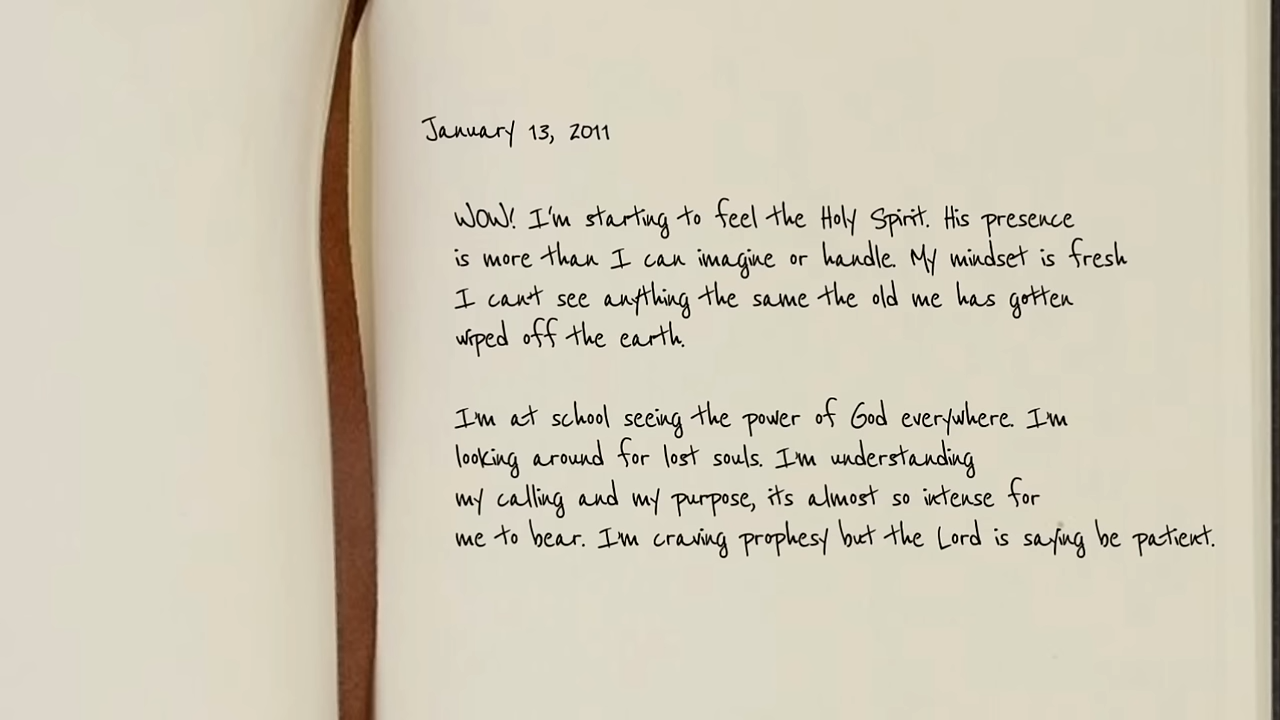 January 13, 2011
WOW! I'm starting to feel the Holy Spirit. His presence
is more than I can imagine or handle. My mindset is fresh
I can't see anything the same the old me has gotten
wiped off the earth.
I'm at school seeing the power of God everywhere. I'm
looking around for lost souls. I'm understanding
my calling and my purpose, its almost so intense for
me to bear. I'm craving prophesy but the Lord is saying be patient.